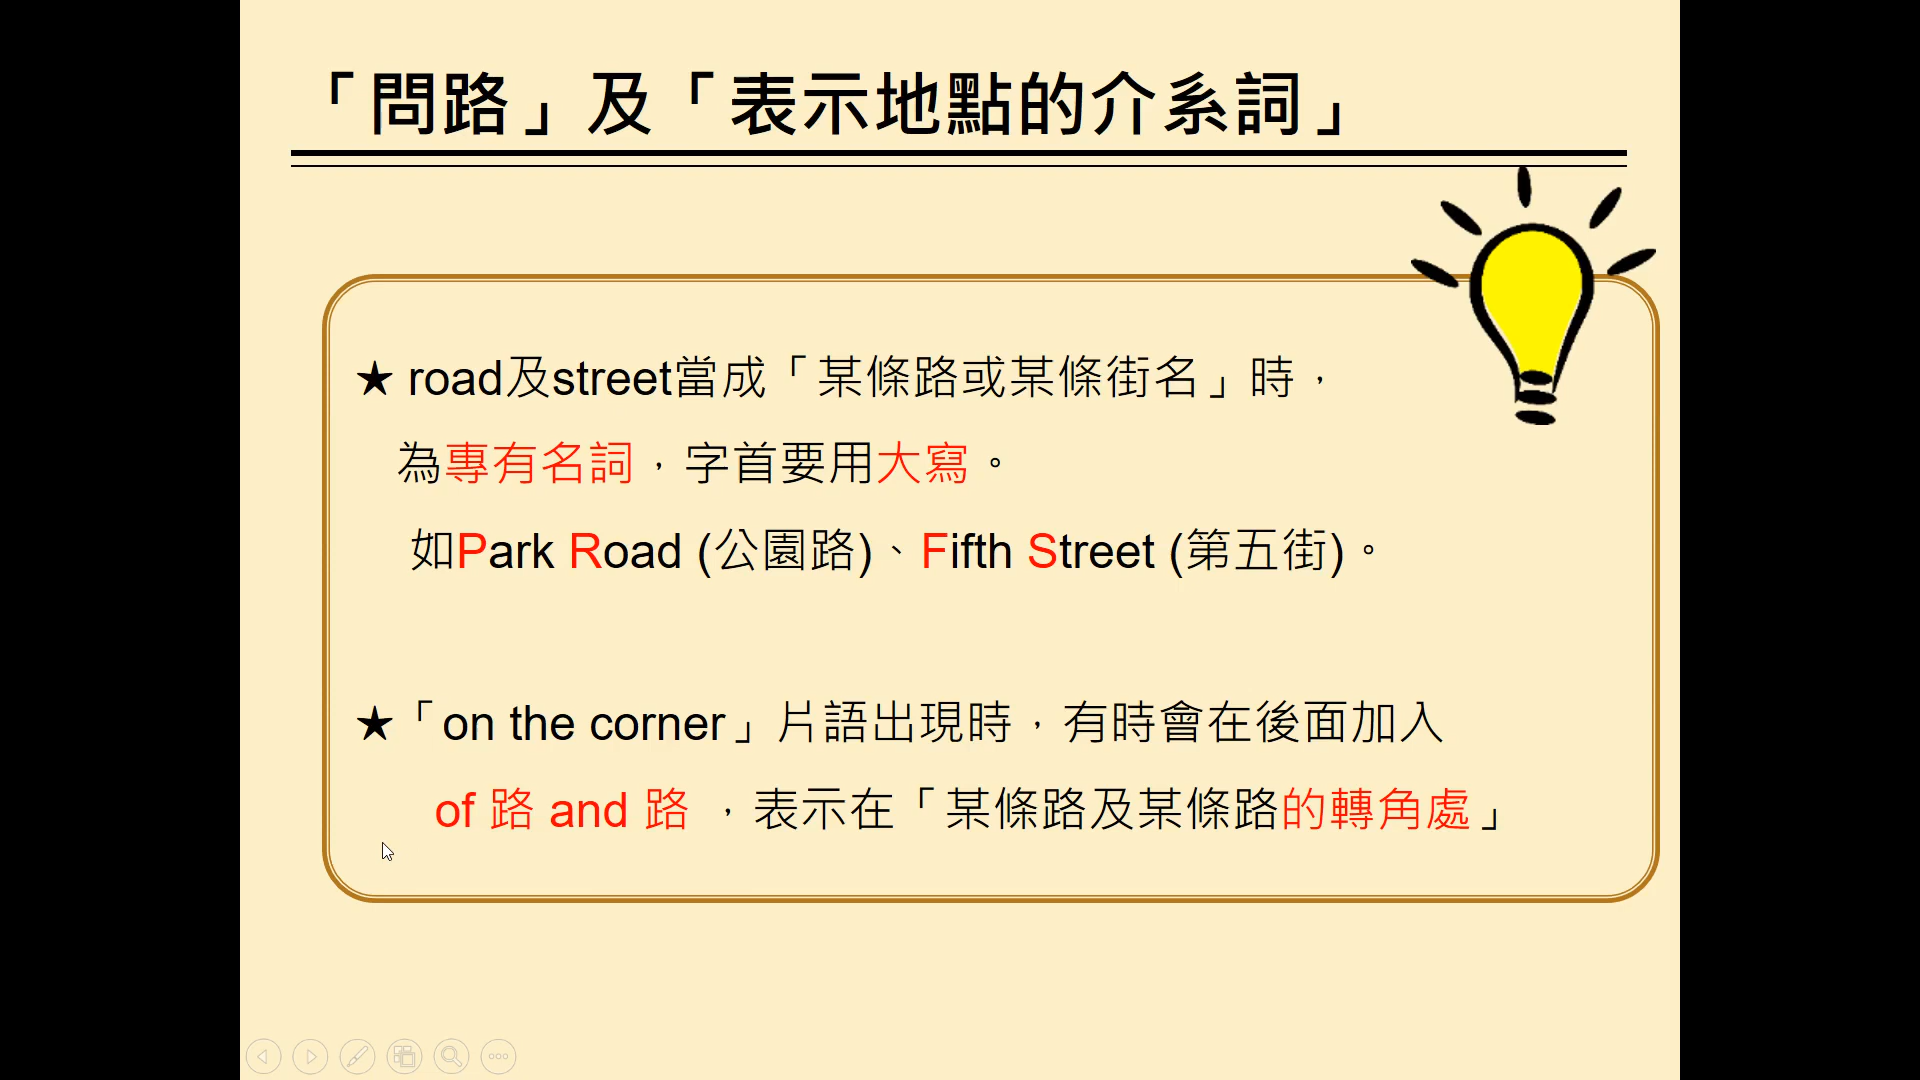 「問路」及「表示地點的介系詞」
★ road及street當成「某條路或某條街名」時，
為專有名詞，字首要用大寫。
如Park Road (公園路)、Fifth Street (第五街)。
★「on the corner」片語出現時，有時會在後面加入
of 路 and 路 ，表示在「某條路及某條路的轉角處」